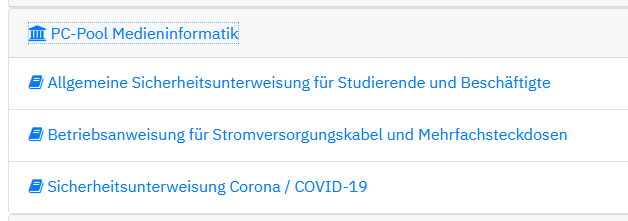 PC-Pool Medieninformatik
Allgemeine Sicherheitsunterweisung für Studierende und Beschäftigte
Betriebsanweisung für Stromversorgungskabel und Mehrfachsteckdosen
Sicherheitsunterweisung Corona / COVID-19